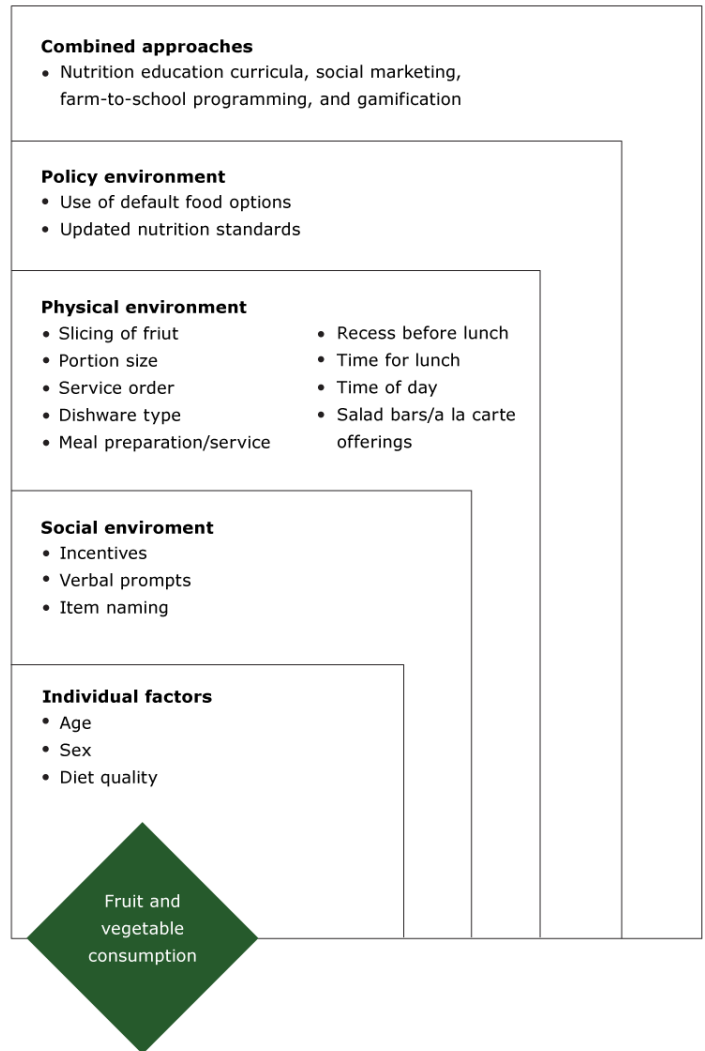 Combined approaches
• Nutrition education curricula, social marketing,
farm-to-school programming, and gamification
Policy environment
• Use of default food options
• Updated nutrition standards
Physical environment
• Slicing of friut
• Portion size
• Service order
• Dishware type
• Meal preparation/service
• Recess before lunch
• Time for lunch
• Time of day
• Salad bars/a la carte
offerings
Social enviroment
• Incentives
• Verbal prompts
• Item naming
Individual factors
• Age
• Sex
• Diet quality
Fruit and
vegetable
consumption